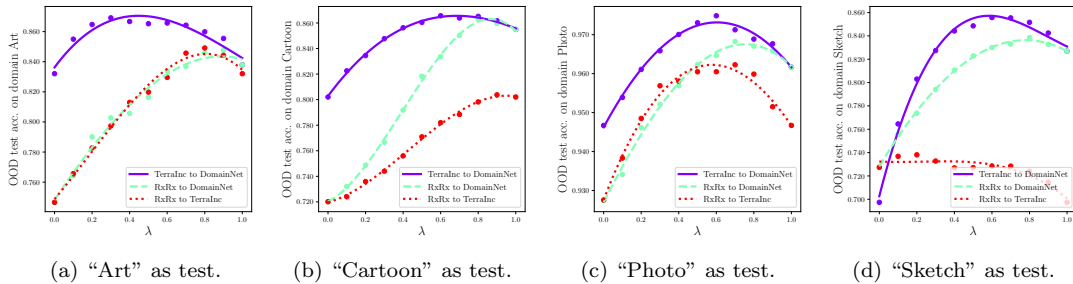 OOD test acc. on domain Art
0.860
0.840
0.820
0.800
0.780
0.760
TerraInc to DomainNet
RxRx to DomainNet
RxRx to TerraInc
0.0 0.2 0.4 0.6 0.8 1.0
λ
(a) “Art” as test.
OOD test acc. on domain Cartoon
0.860
0.840
0.820
0.800
0.780
0.760
0.740
0.720
TerraInc to DomainNet
RxRx to DomainNet
RxRx to TerraInc
0.0 0.2 0.4 0.6 0.8 1.0
λ
(b) “Cartoon” as test.
OOD test acc. on domain Photo
0.970
0.960
0.950
0.940
0.930
TerraInc to DomainNet
RxRx to DomainNet
RxRx to TerraInc
0.0 0.2 0.4 0.6 0.8 1.0
λ
(c) “Photo” as test.
OOD test acc. on domain Sketch
0.860
0.840
0.820
0.800
0.780
0.760
0.740
0.720
0.700
TerraInc to DomainNet
RxRx to DomainNet
RxRx to TerraInc
0.0 0.2 0.4 0.6 0.8 1.0
λ
(d) “Sketch” as test.